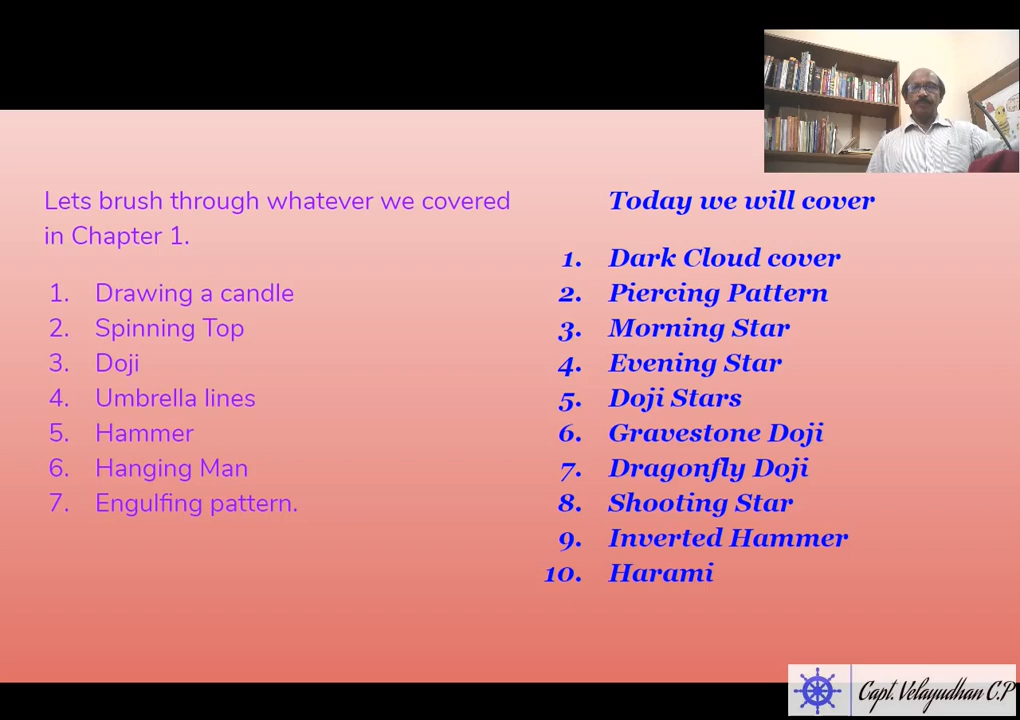 Lets brush through whatever we covered
in Chapter 1.
1. Drawing a candle
2. Spinning Top
3. Doji
4. Umbrella lines
5. Hammer
6. Hanging Man
7. Engulfing pattern.
Today we will cover
1. Dark Cloud cover
2. Piercing Pattern
3. Morning Star
4. Evening Star
5. Doji Stars
6. Gravestone Doji
7. Dragonfly Doji
8. Shooting Star
9. Inverted Hammer
10. Harami
Capt. Velayudhan C.P